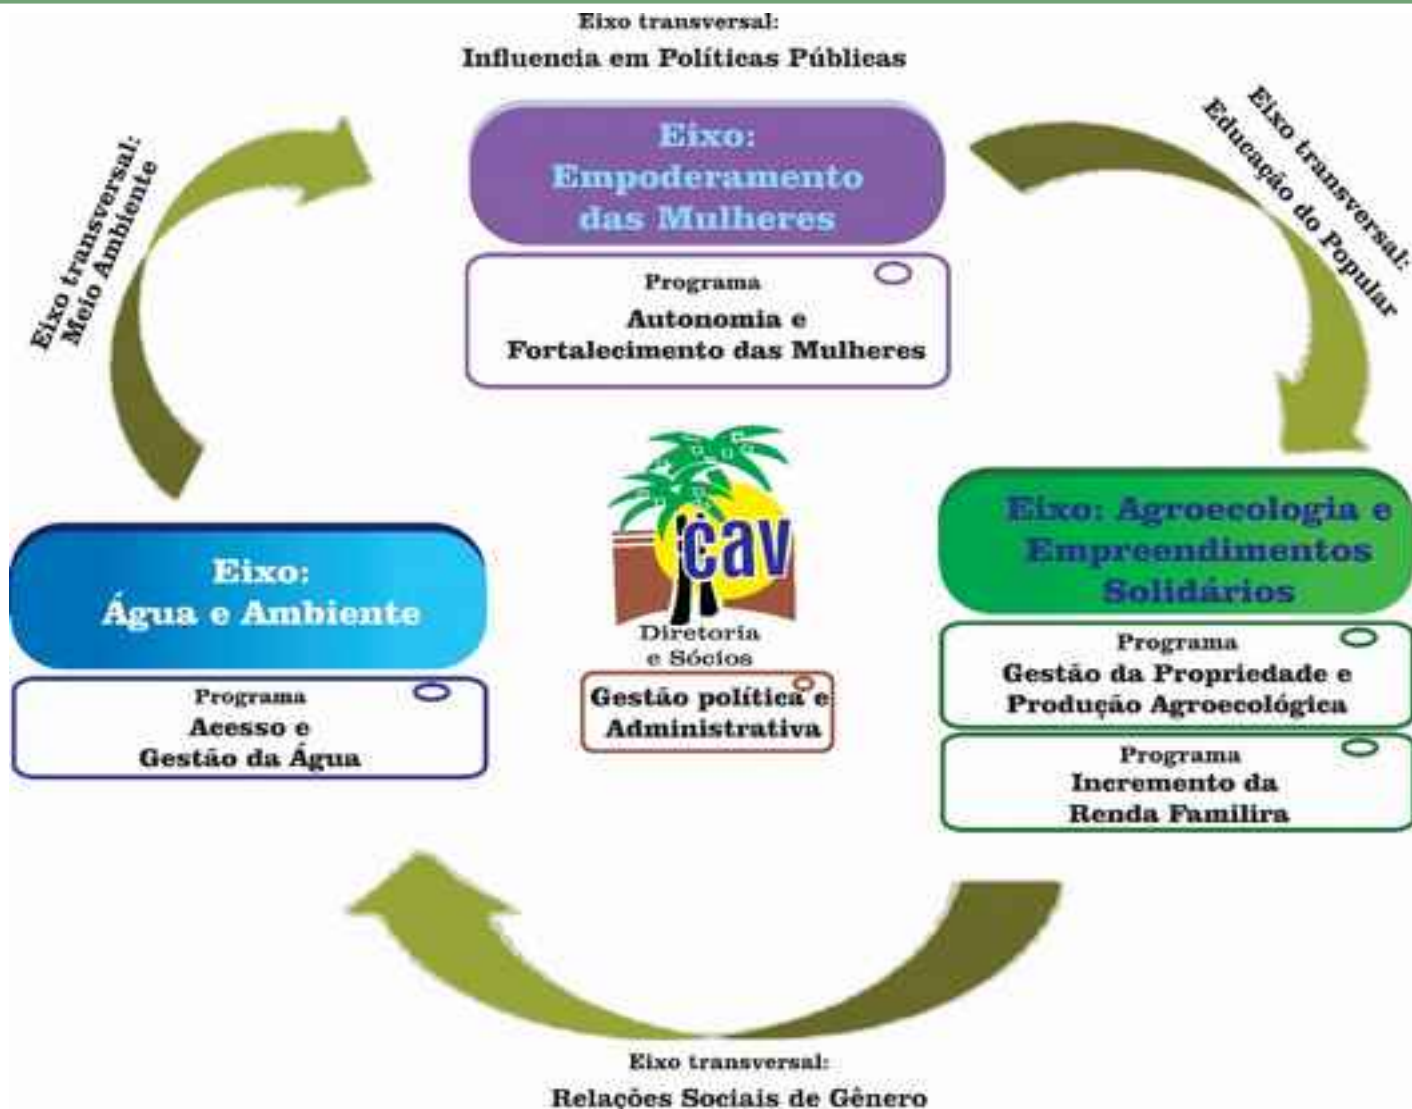 Eixo transversal:
Influencia em Políticas Públicas
Eixo transversal:
Meio Ambiente
Eixo:
Empoderamento
das Mulheres
Programa
Autonomia e
Fortalecimento das Mulheres
Eixo transversal:
Educação do Popular
cav
Diretoria
e Sócios
Gestão política e
Administrativa
Eixo:
Água e Ambiente
Programa
Acesso e
Gestão da Água
Eixo: Agroecologia e
Empreendimentos
Solidários
Programa
Gestão da Propriedade e
Produção Agroecológica
Programa
Incremento da
Renda Familira
Eixo transversal:
Relações Sociais de Gênero